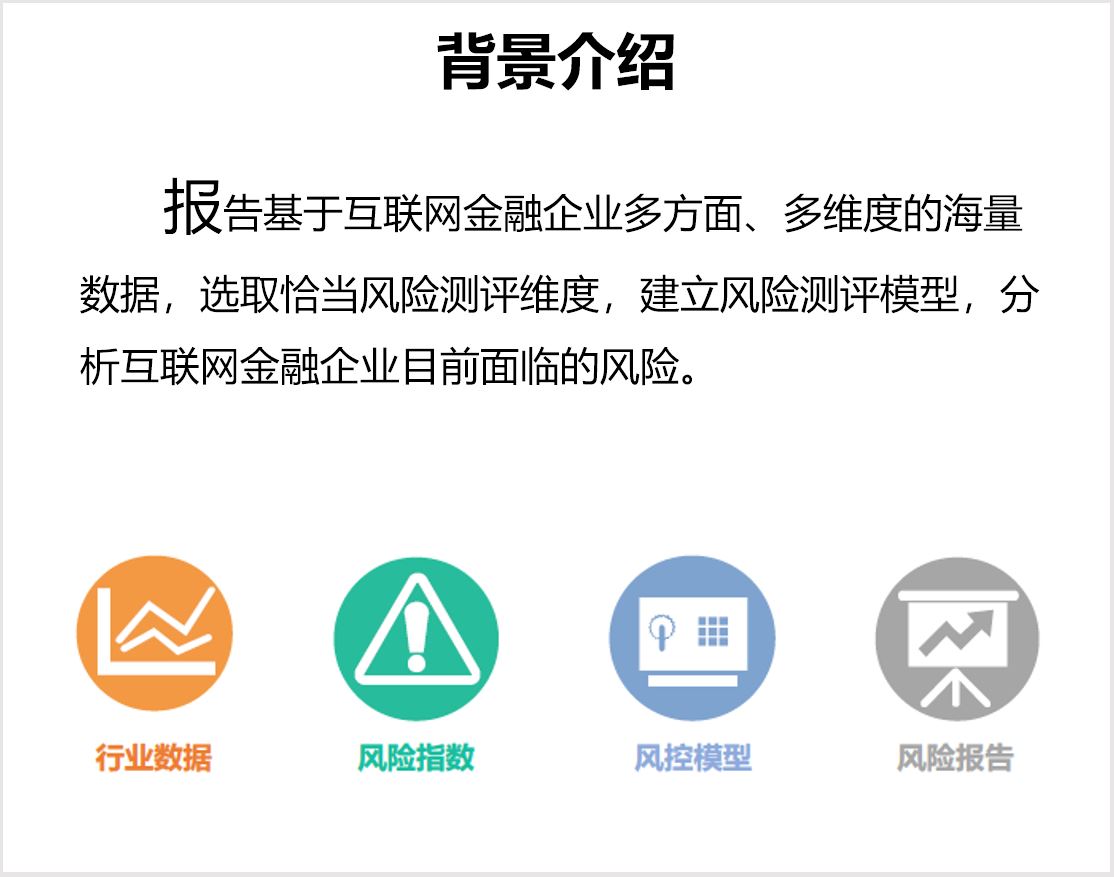 背景介绍
报告基于互联网金融企业多方面、多维度的海量
数据，选取恰当风险测评维度，建立风险测评模型，分
析互联网金融企业目前面临的风险。
行业数据
风险指数
风控模型
风险报告